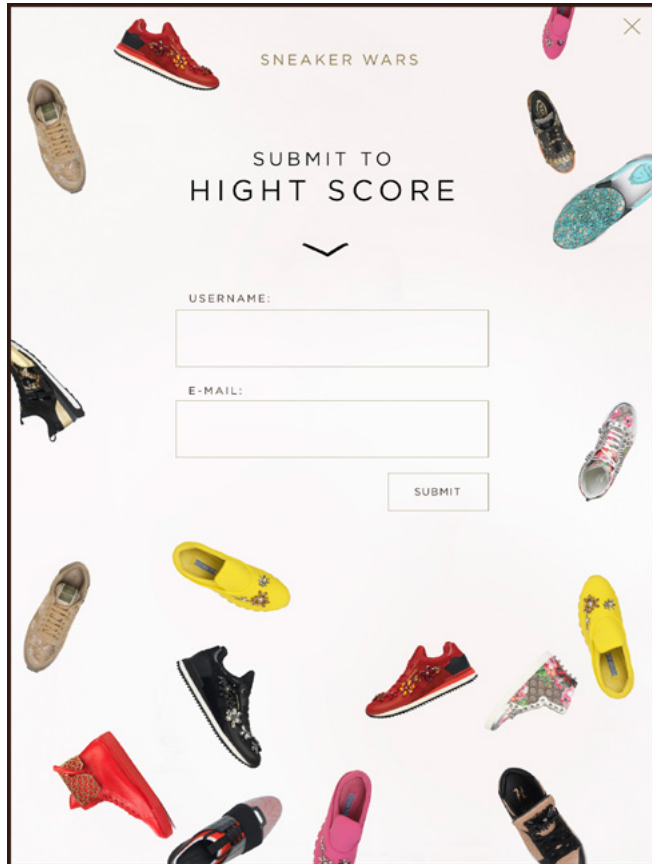 SNEAKER WARS
SUBMIT TO
HIGHT SCORE
USERNAME:
E-MAIL:
SUBMIT